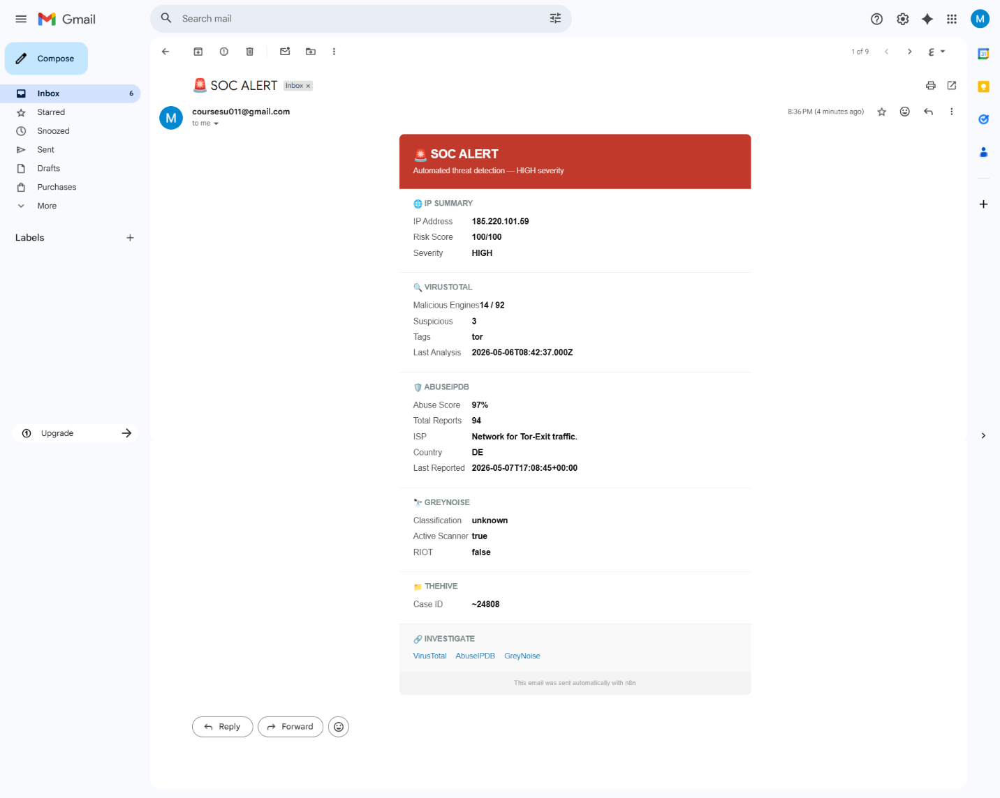 Gmail
Search mail
M
Compose
1 of 9
Inbox 6
Starred
Snoozed
Sent
Drafts
Purchases
More
Labels
Upgrade
SOC ALERT Inbox ×
M
coursesu011@gmail.com
8:36 PM (4 minutes ago)
to me
SOC ALERT
Automated threat detection — HIGH severity
IP SUMMARY
IP Address 185.220.101.59
Risk Score 100/100
Severity HIGH
VIRUSTOTAL
Malicious Engines 14 / 92
Suspicious 3
Tags tor
Last Analysis 2026-05-06T08:42:37.000Z
ABUSEIPDB
Abuse Score 97%
Total Reports 94
ISP Network for Tor-Exit traffic.
Country DE
Last Reported 2026-05-07T17:08:45+00:00
GREYNOISE
Classification unknown
Active Scanner true
RIOT false
THEHIVE
Case ID ~24808
INVESTIGATE
VirusTotal AbuseIPDB GreyNoise
This email was sent automatically with n8n
Reply
Forward
31